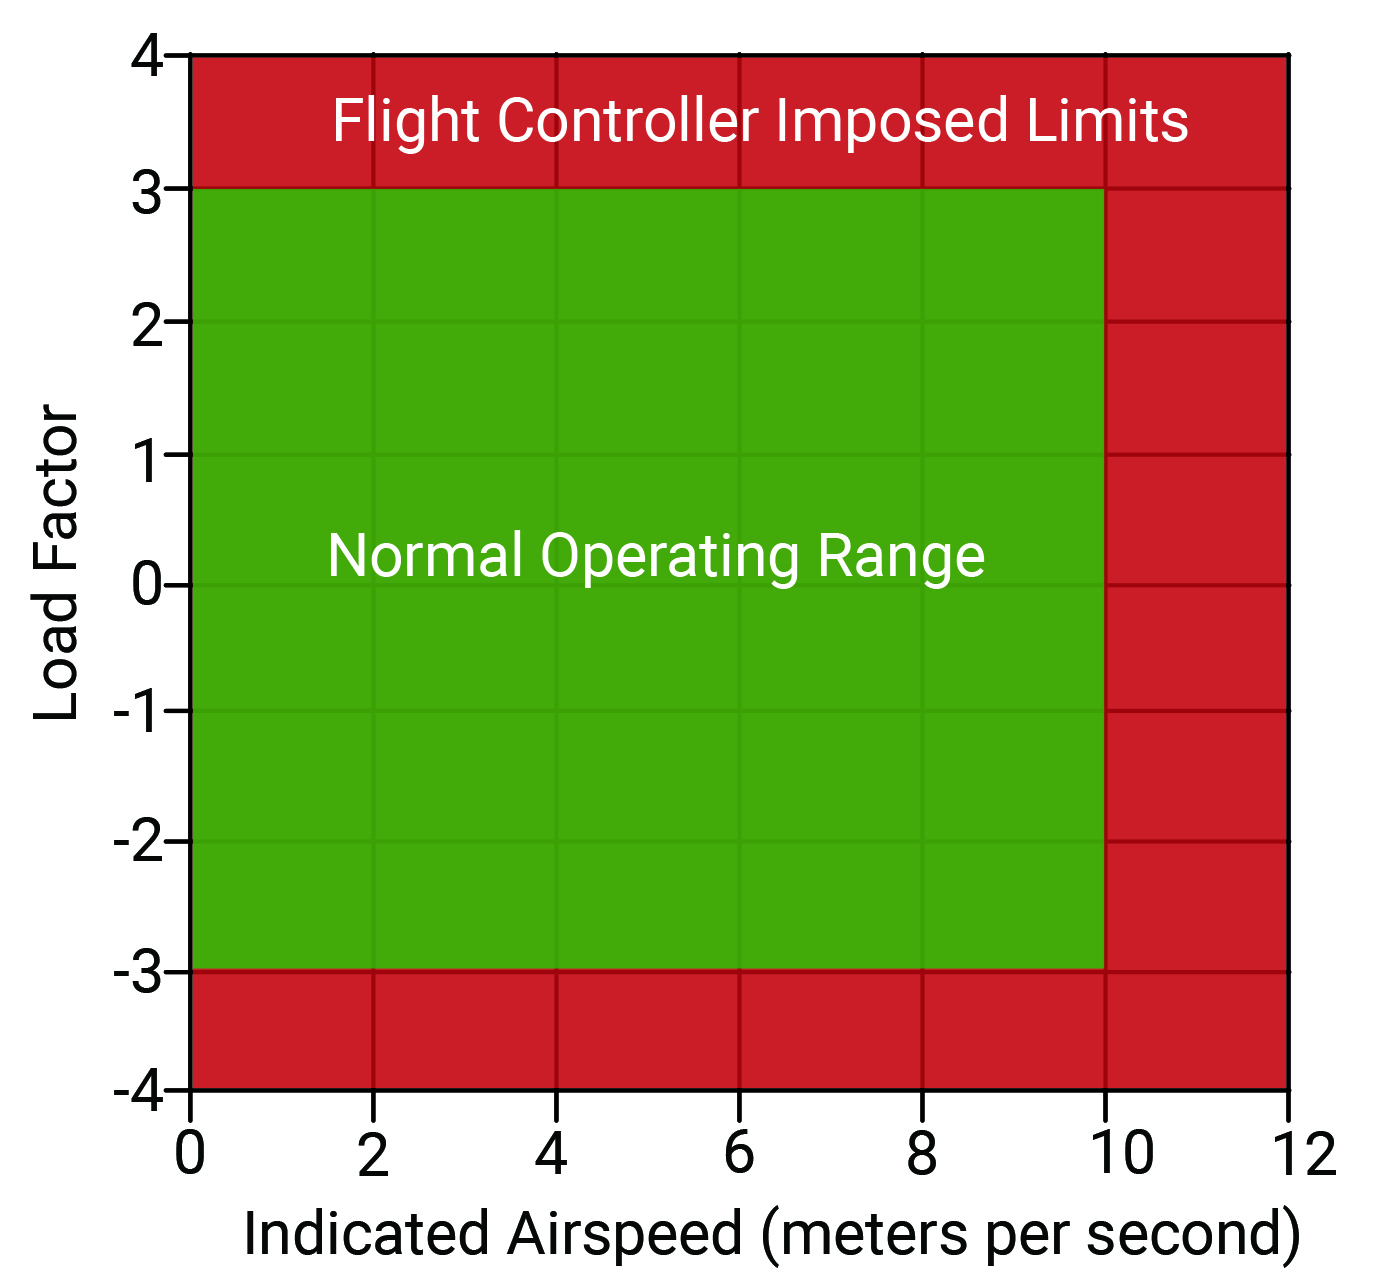 4
Flight Controller Imposed Limits
3
2
1
Normal Operating Range
0
-1
-2
-3
-4
Load Factor
0 2 4 6 8 10 12
Indicated Airspeed (meters per second)